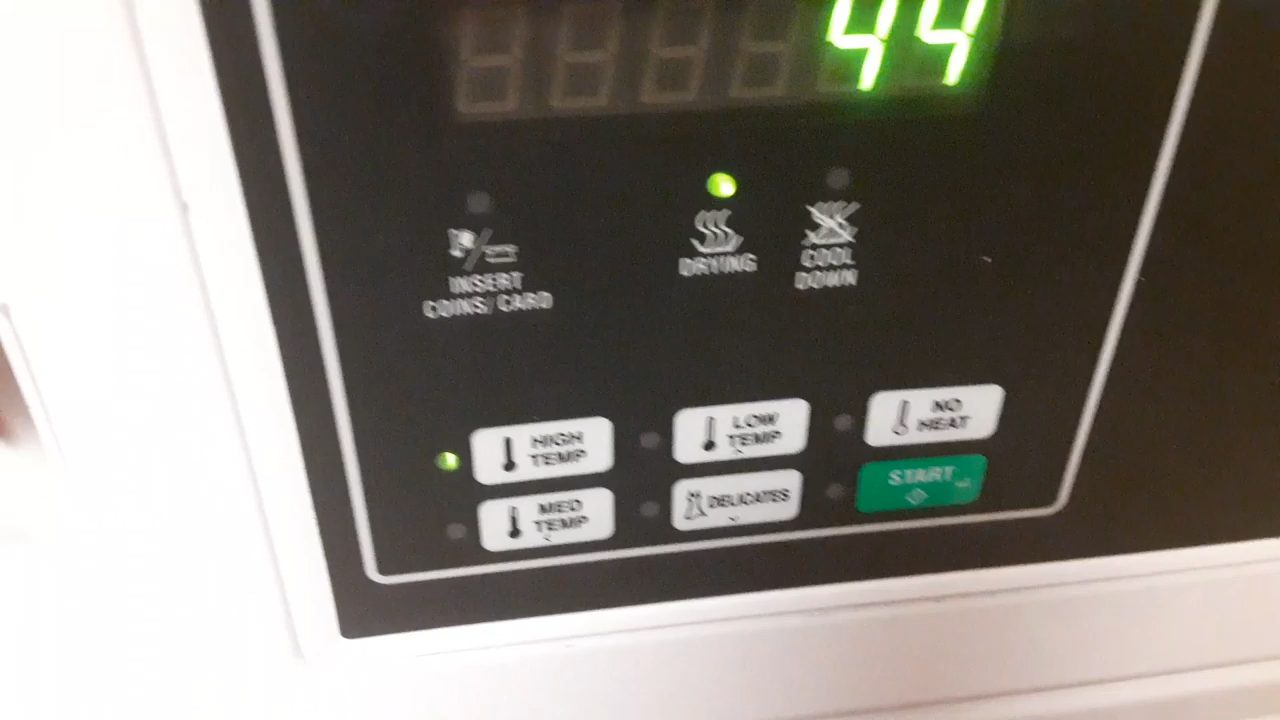 44
INSERT
COINS/CARD
DRYING
COOL
DOWN
HIGH
TEMP
LOW
TEMP
NO
HEAT
MED
TEMP
DELICATES
START